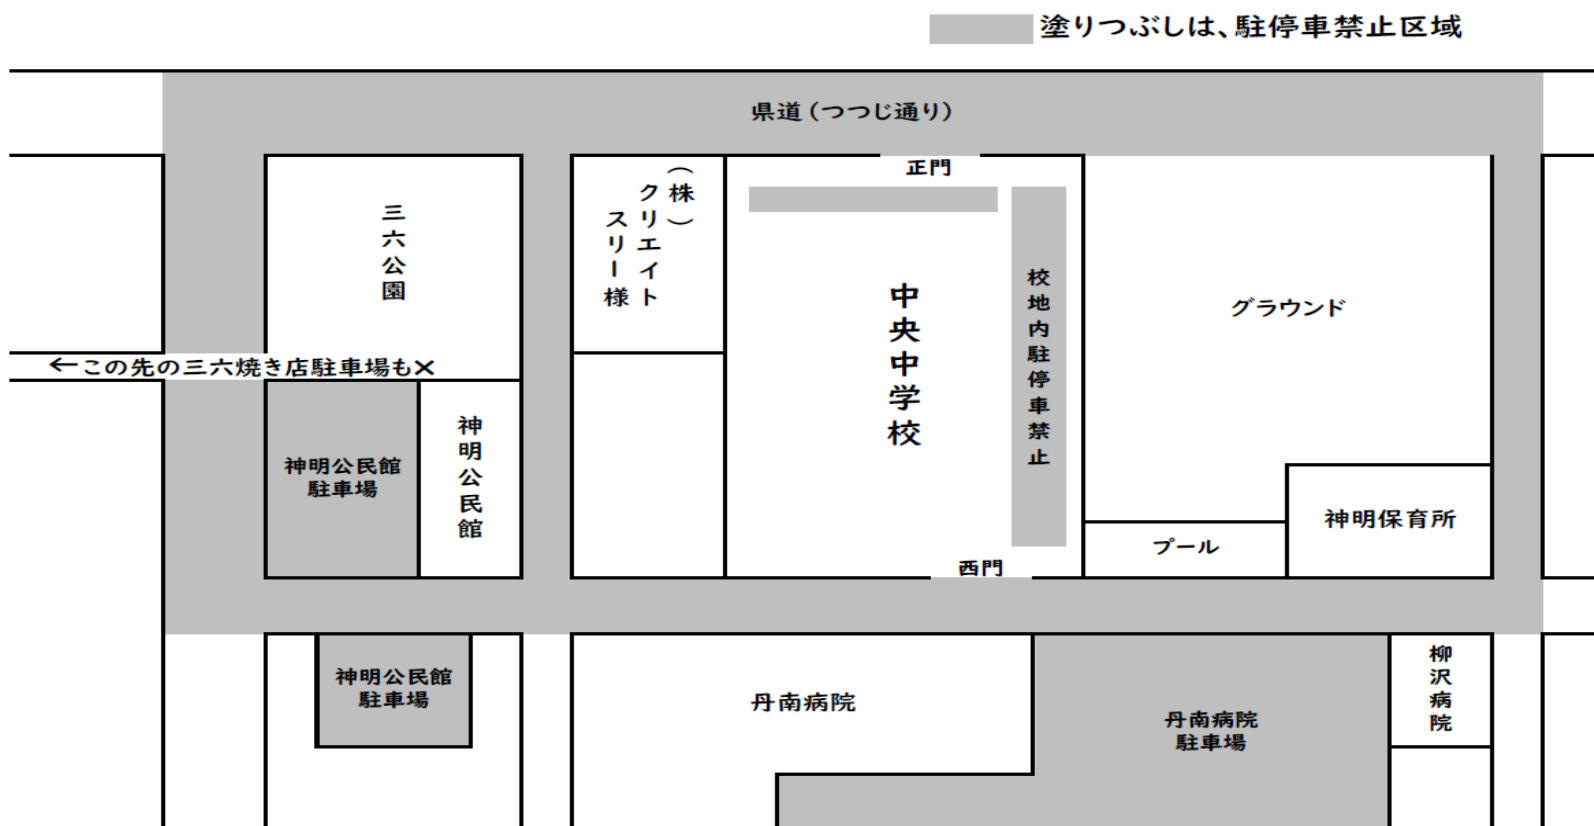 塗りつぶしは、駐停車禁止区域
県道(つつじ通り)
正門
三六公園
(株)
クリエイト
スリー様
中央中学校
校地内駐停車禁止
グラウンド
←この先の三六焼き店駐車場も×
神明公民館
駐車場
神明公民館
神明保育所
プール
西門
神明公民館
駐車場
丹南病院
丹南病院
駐車場
柳沢病院